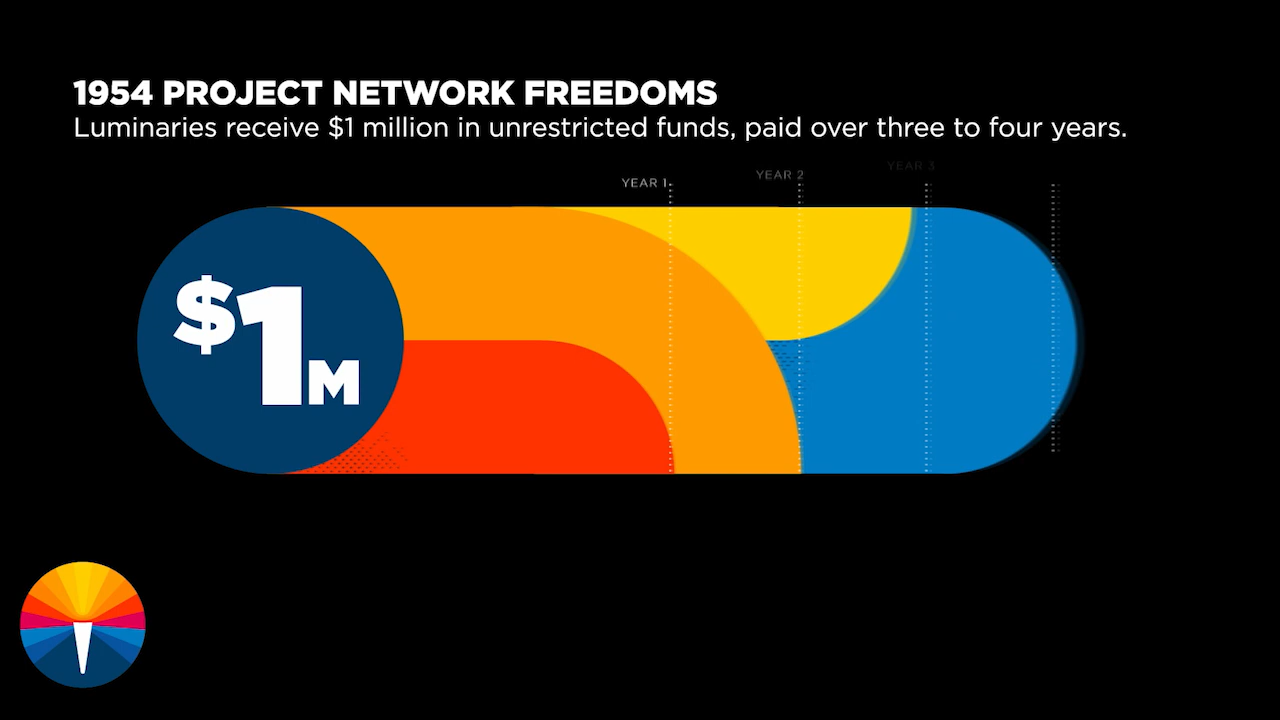 1954 PROJECT NETWORK FREEDOMS
Luminaries receive $1 million in unrestricted funds, paid over three to four years.
YEAR 1
YEAR 2
YEAR 3
$1M